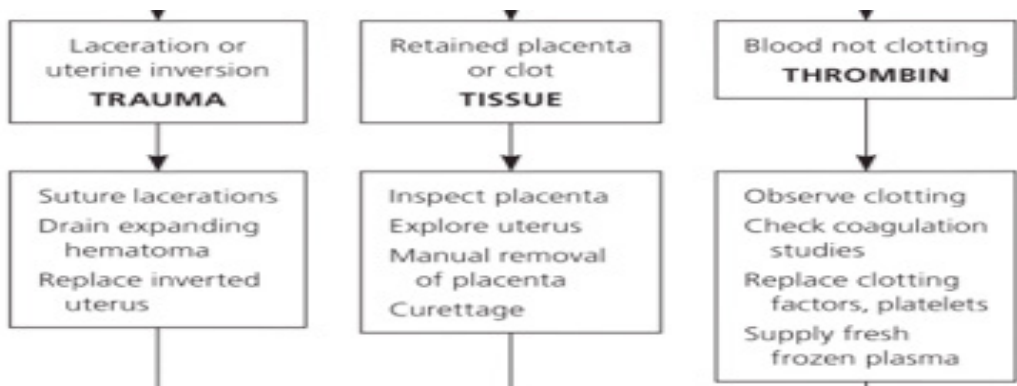 Laceration or
uterine inversion
TRAUMA
Suture lacerations
Drain expanding
hematoma
Replace inverted
uterus
Retained placenta
or clot
TISSUE
Inspect placenta
Explore uterus
Manual removal
of placenta
Curettage
Blood not clotting
THROMBIN
Observe clotting
Check coagulation
studies
Replace clotting
factors, platelets
Supply fresh
frozen plasma